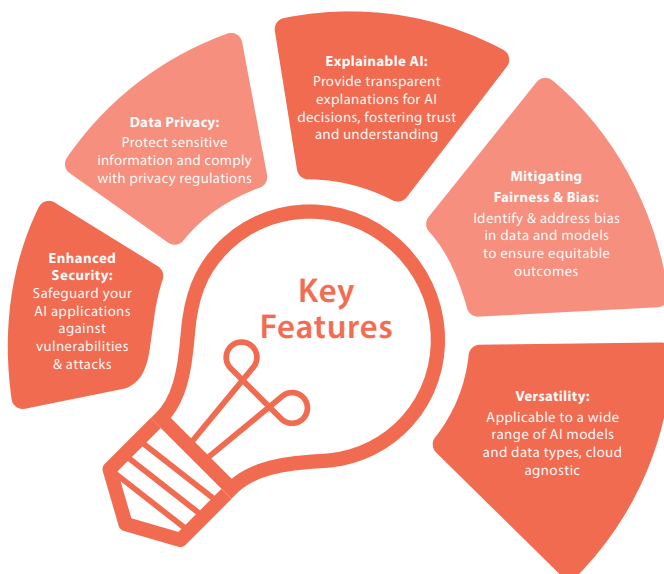 Key
Features
Enhanced
Security:
Safeguard your
AI applications
against
vulnerabilities
& attacks
Data Privacy:
Protect sensitive
information and comply
with privacy regulations
Explainable AI:
Provide transparent
explanations for AI
decisions, fostering trust
and understanding
Mitigating
Fairness & Bias:
Identify & address bias
in data and models
to ensure equitable
outcomes
Versatility:
Applicable to a wide
range of AI models
and data types, cloud
agnostic